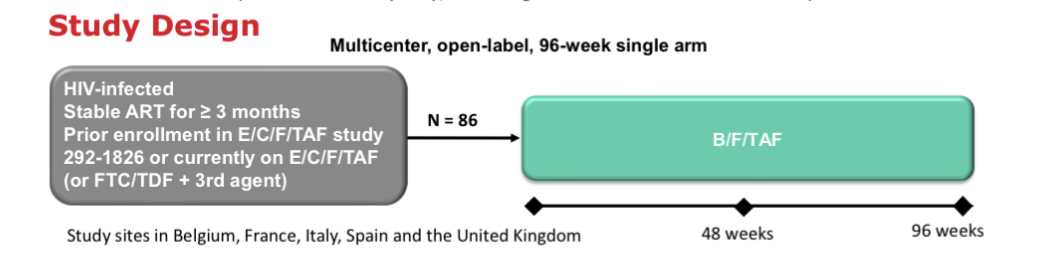 Study Design
Multicenter, open-label, 96-week single arm
HIV-infected
Stable ART for ≥ 3 months
Prior enrollment in E/C/F/TAF study
292-1826 or currently on E/C/F/TAF
(or FTC/TDF + 3rd agent)
N = 86
B/F/TAF
48 weeks
96 weeks
Study sites in Belgium, France, Italy, Spain and the United Kingdom